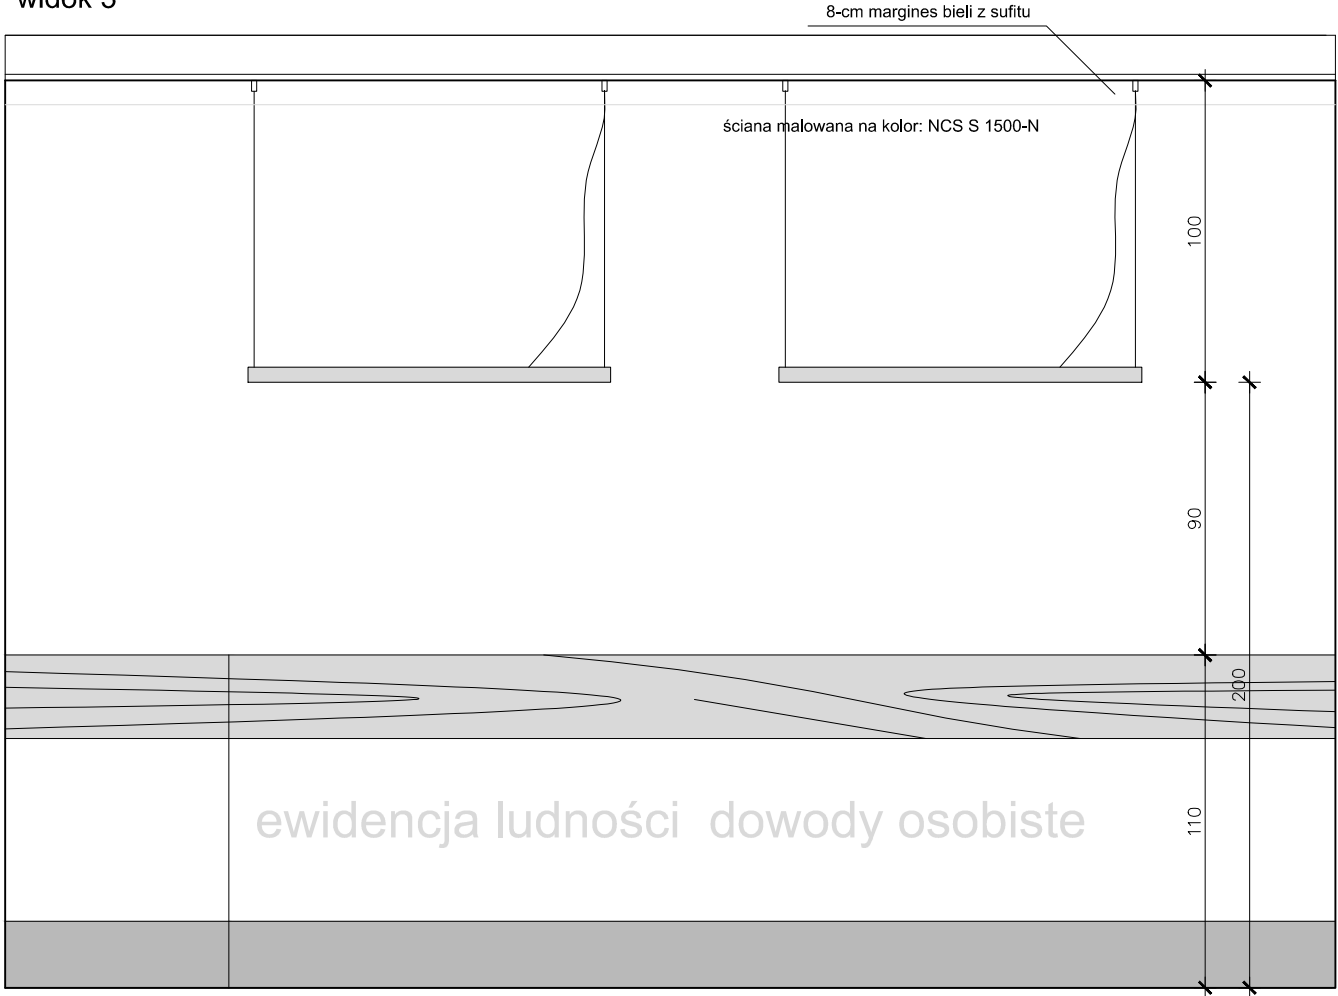 widok 3
8-cm margines bieli z sufitu
ściana malowana na kolor: NCS S 1500-N
100
90
200
110
ewidencja ludności dowody osobiste